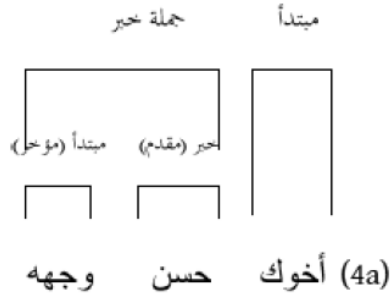 مبتدأ جملة خبر
خبر (مقدم) مبتدأ (مؤخر)
(4a) أخوك حسن وجهه